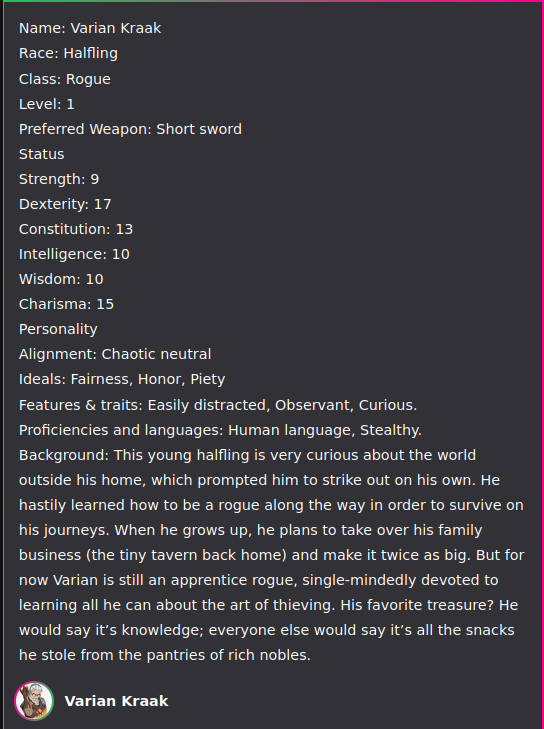 Name: Varian Kraak
Race: Halfling
Class: Rogue
Level: 1
Preferred Weapon: Short sword
Status
Strength: 9
Dexterity: 17
Constitution: 13
Intelligence: 10
Wisdom: 10
Charisma: 15
Personality
Alignment: Chaotic neutral
Ideals: Fairness, Honor, Piety
Features & traits: Easily distracted, Observant, Curious.
Proficiencies and languages: Human language, Stealthy.
Background: This young halfling is very curious about the world
outside his home, which prompted him to strike out on his own. He
hastily learned how to be a rogue along the way in order to survive on
his journeys. When he grows up, he plans to take over his family
business (the tiny tavern back home) and make it twice as big. But for
now Varian is still an apprentice rogue, single-mindedly devoted to
learning all he can about the art of thieving. His favorite treasure? He
would say it’s knowledge; everyone else would say it’s all the snacks
he stole from the pantries of rich nobles.
Varian Kraak